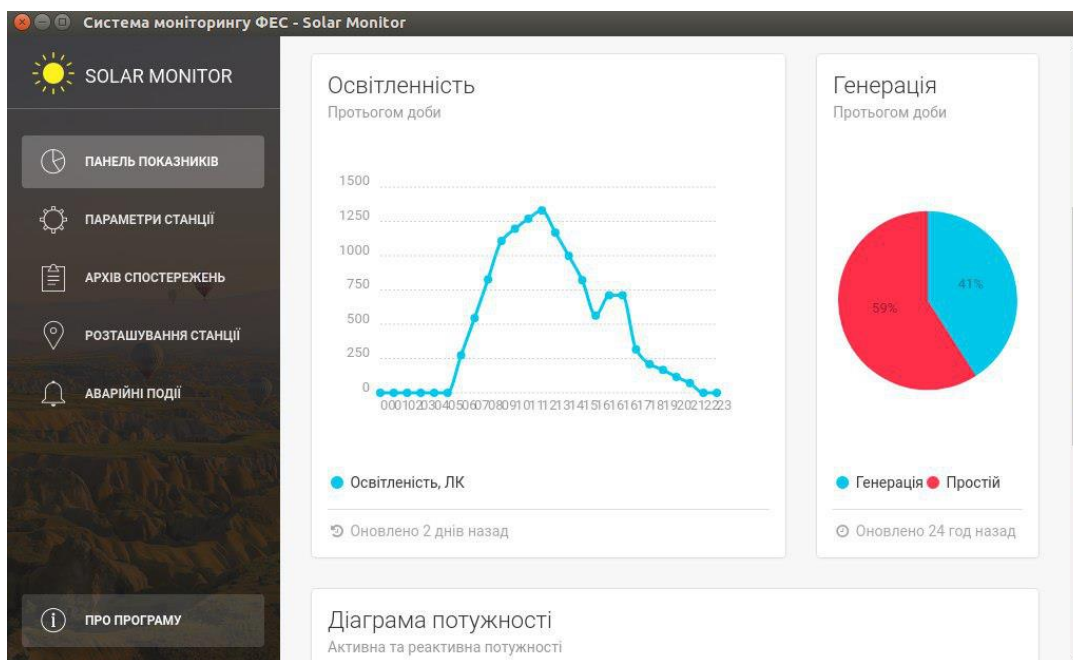 Система моніторингу ФЕС - Solar Monitor
SOLAR MONITOR
ПАНЕЛЬ ПОКАЗНИКІВ
ПАРАМЕТРИ СТАНЦІЇ
АРХІВ СПОСТЕРЕЖЕНЬ
РОЗТАШУВАННЯ СТАНЦІЇ
АВАРІЙНІ ПОДІЇ
ПРО ПРОГРАМУ
Освітленність
Протьогом доби
1500
1250
1000
750
500
250
0
Освітленість, ЛК
Оновлено 2 днів назад
Генерація
Протьогом доби
41%
59%
Генерація Простій
Оновлено 24 год назад
Діаграма потужності
Активна та реактивна потужності